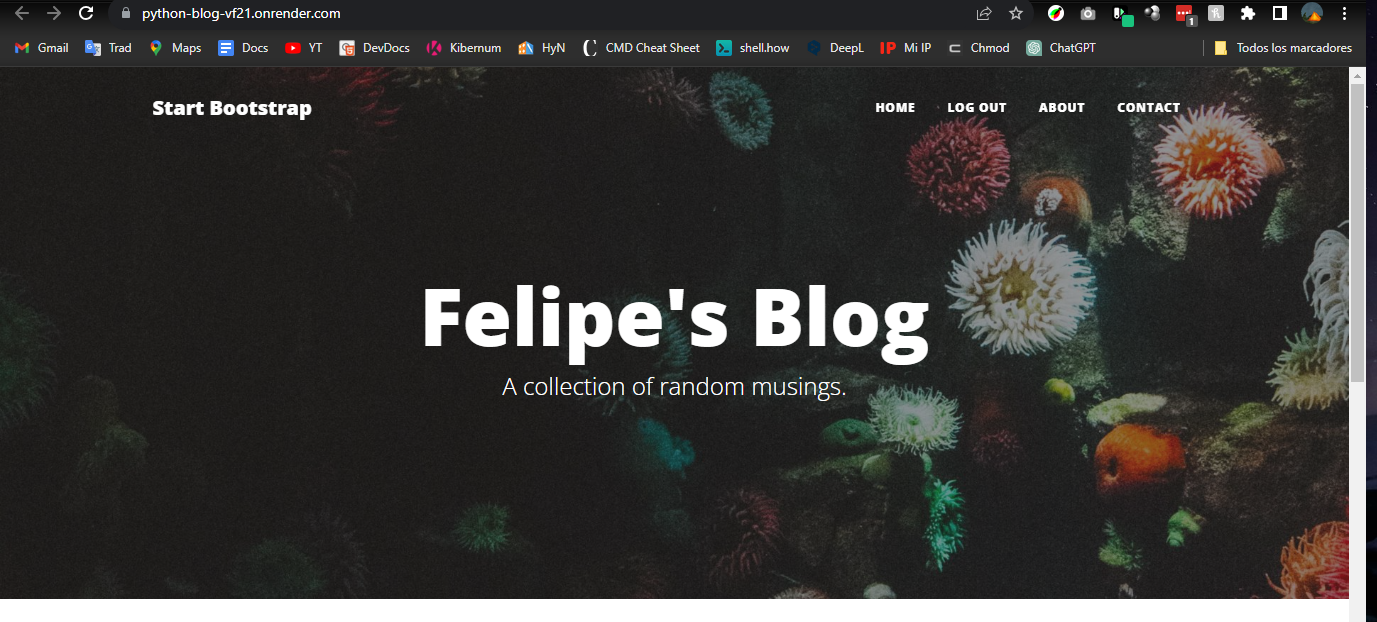 python-blog-vf21.onrender.com
Gmail Trad Maps Docs YT DevDocs Kibernum HyN CMD Cheat Sheet shell.how DeepL IP Mi IP Chmod ChatGPT Todos los marcadores
Start Bootstrap HOME LOG OUT ABOUT CONTACT
Felipe's Blog
A collection of random musings.